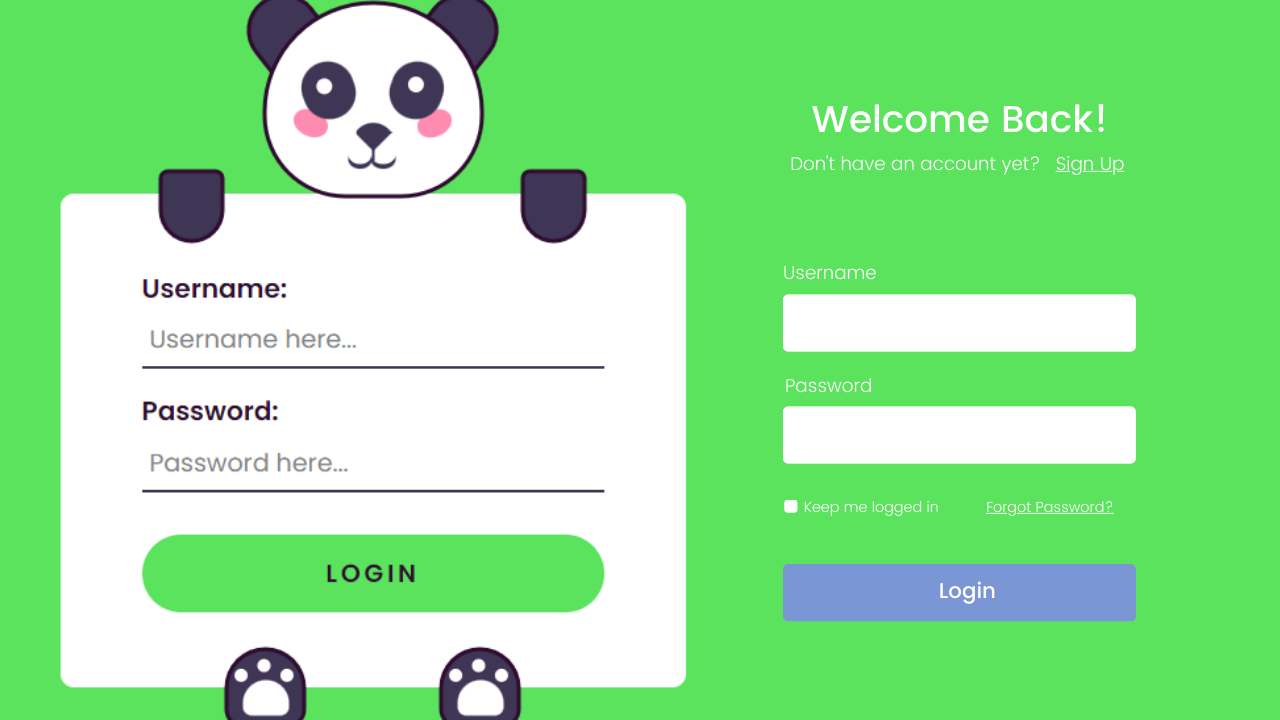 Username:
Username here...
Password:
Password here...
LOGIN
Welcome Back!
Don't have an account yet? Sign Up
Username
Password
Keep me logged in Forgot Password?
Login